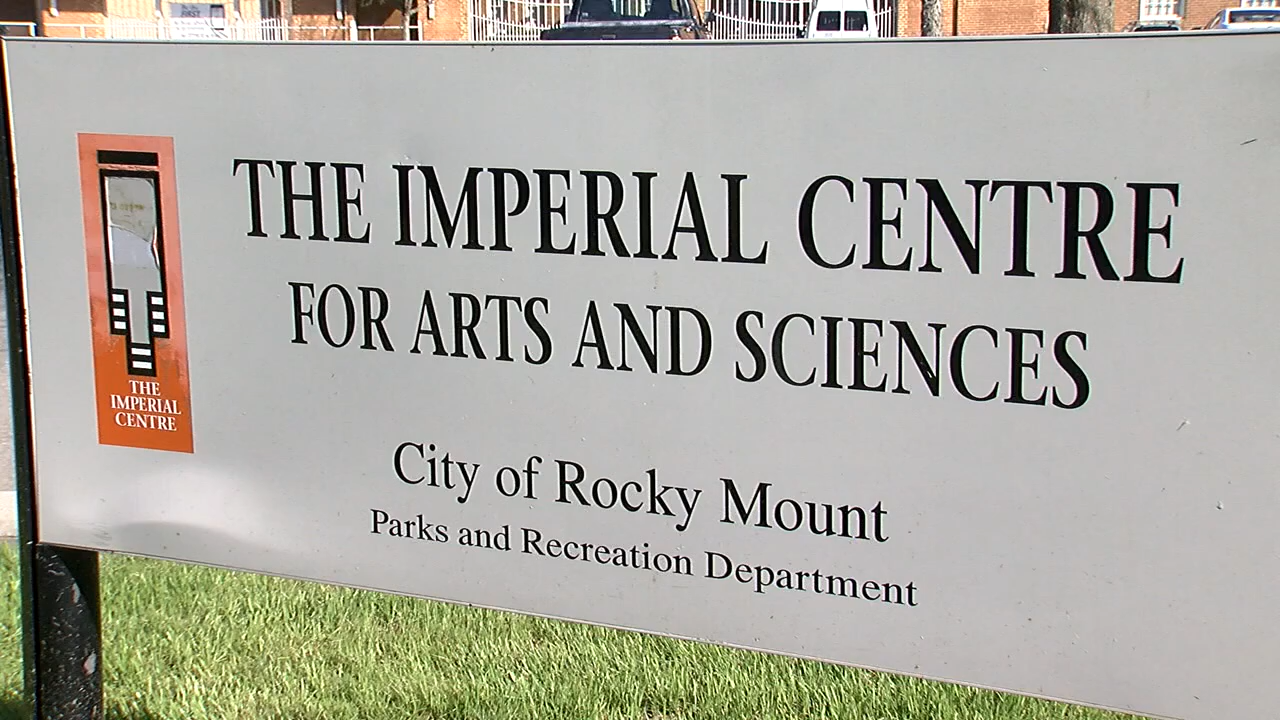 THE IMPERIAL CENTRE
FOR ARTS AND SCIENCES
THE
IMPERIAL
CENTRE
City of Rocky Mount
Parks and Recreation Department